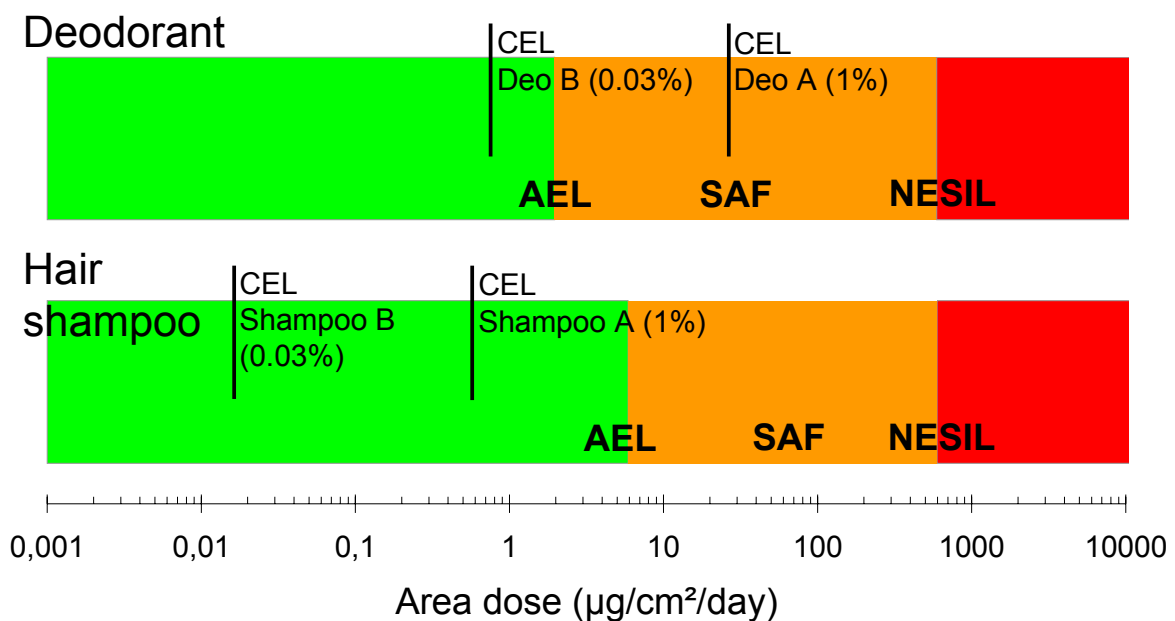 Deodorant
CEL
Deo B (0.03%)
CEL
Deo A (1%)
AEL
SAF
NESIL
Hair
shampoo
CEL
Shampoo B
(0.03%)
CEL
Shampoo A (1%)
AEL
SAF
NESIL
0,001 0,01 0,1 1 10 100 1000 10000
Area dose (µg/cm²/day)